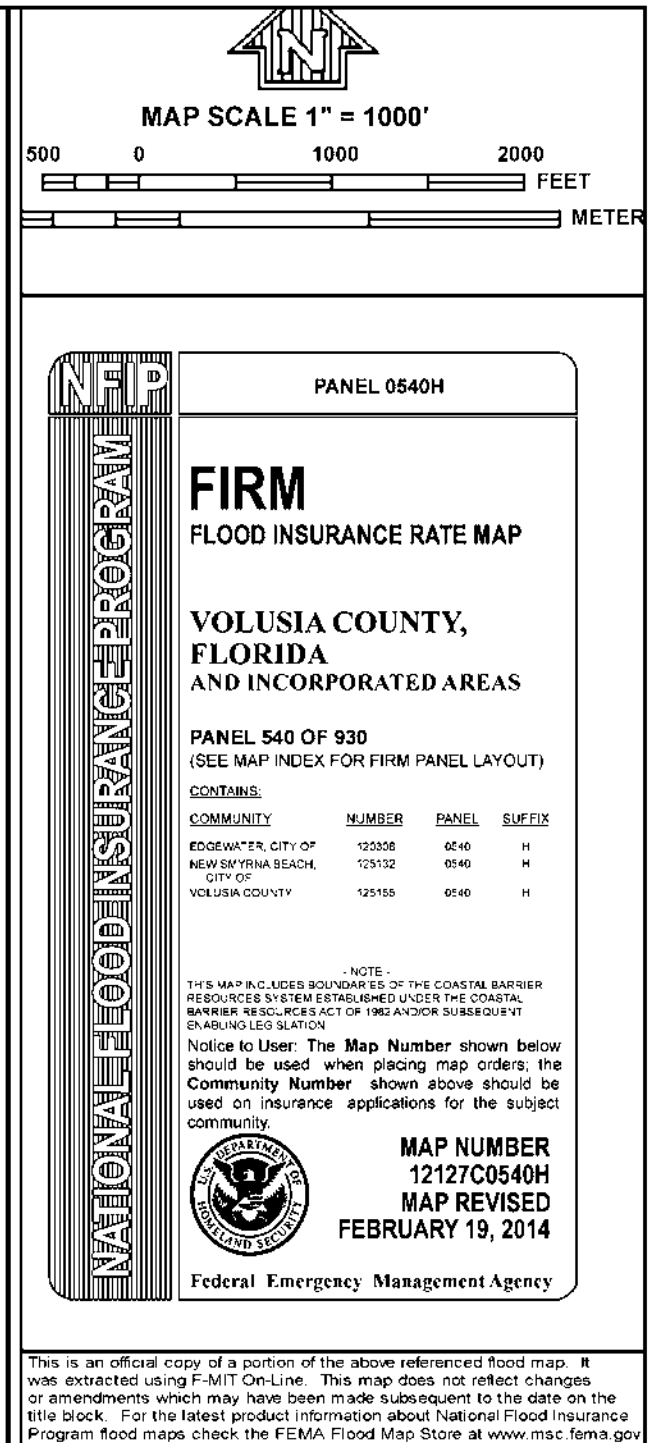 N
MAP SCALE 1" = 1000'
500 0 1000 2000
FEET
METER
NFIP
PANEL 0540H
NATIONAL FLOOD INSURANCE PROGRAM
FIRM
FLOOD INSURANCE RATE MAP
VOLUSIA COUNTY,
FLORIDA
AND INCORPORATED AREAS
PANEL 540 OF 930
(SEE MAP INDEX FOR FIRM PANEL LAYOUT)
CONTAINS:
COMMUNITY NUMBER PANEL SUFFIX
EDGEWATER, CITY OF 120308 0540 H
NEW SMYRNA BEACH, 125132 0540 H
CITY OF
VOLUSIA COUNTY 125155 0540 H
- NOTE -
THIS MAP INCLUDES BOUNDARIES OF THE COASTAL BARRIER
RESOURCES SYSTEM ESTABLISHED UNDER THE COASTAL
BARRIER RESOURCES ACT OF 1982 AND/OR SUBSEQUENT
ENABLING LEGISLATION
Notice to User: The Map Number shown below
should be used when placing map orders; the
Community Number shown above should be
used on insurance applications for the subject
community.
U.S. DEPARTMENT OF
HOMELAND SECURITY
MAP NUMBER
12127C0540H
MAP REVISED
FEBRUARY 19, 2014
Federal Emergency Management Agency
This is an official copy of a portion of the above referenced flood map. It
was extracted using F-MIT On-Line. This map does not reflect changes
or amendments which may have been made subsequent to the date on the
title block. For the latest product information about National Flood Insurance
Program flood maps check the FEMA Flood Map Store at www.msc.fema.gov